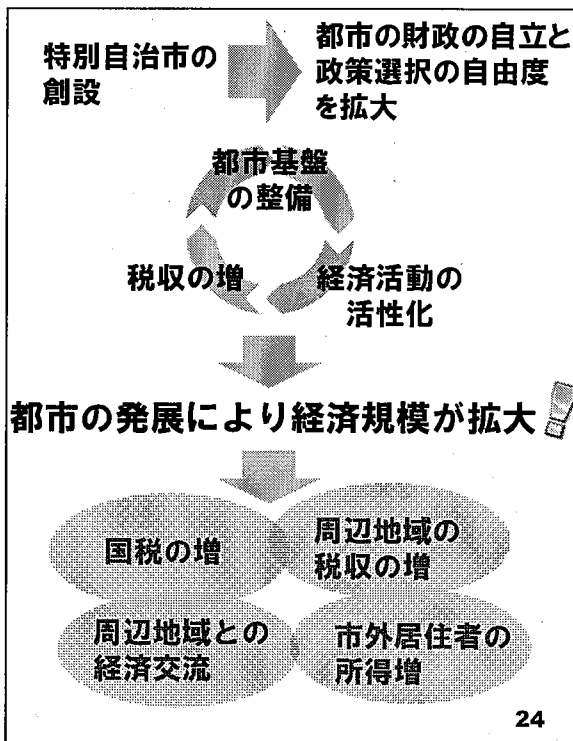 特別自治市の
創設
都市の財政の自立と
政策選択の自由度
を拡大
都市基盤
の整備
税収の増
経済活動の
活性化
都市の発展により経済規模が拡大!
国税の増
周辺地域の
税収の増
周辺地域との
経済交流
市外居住者の
所得増
24